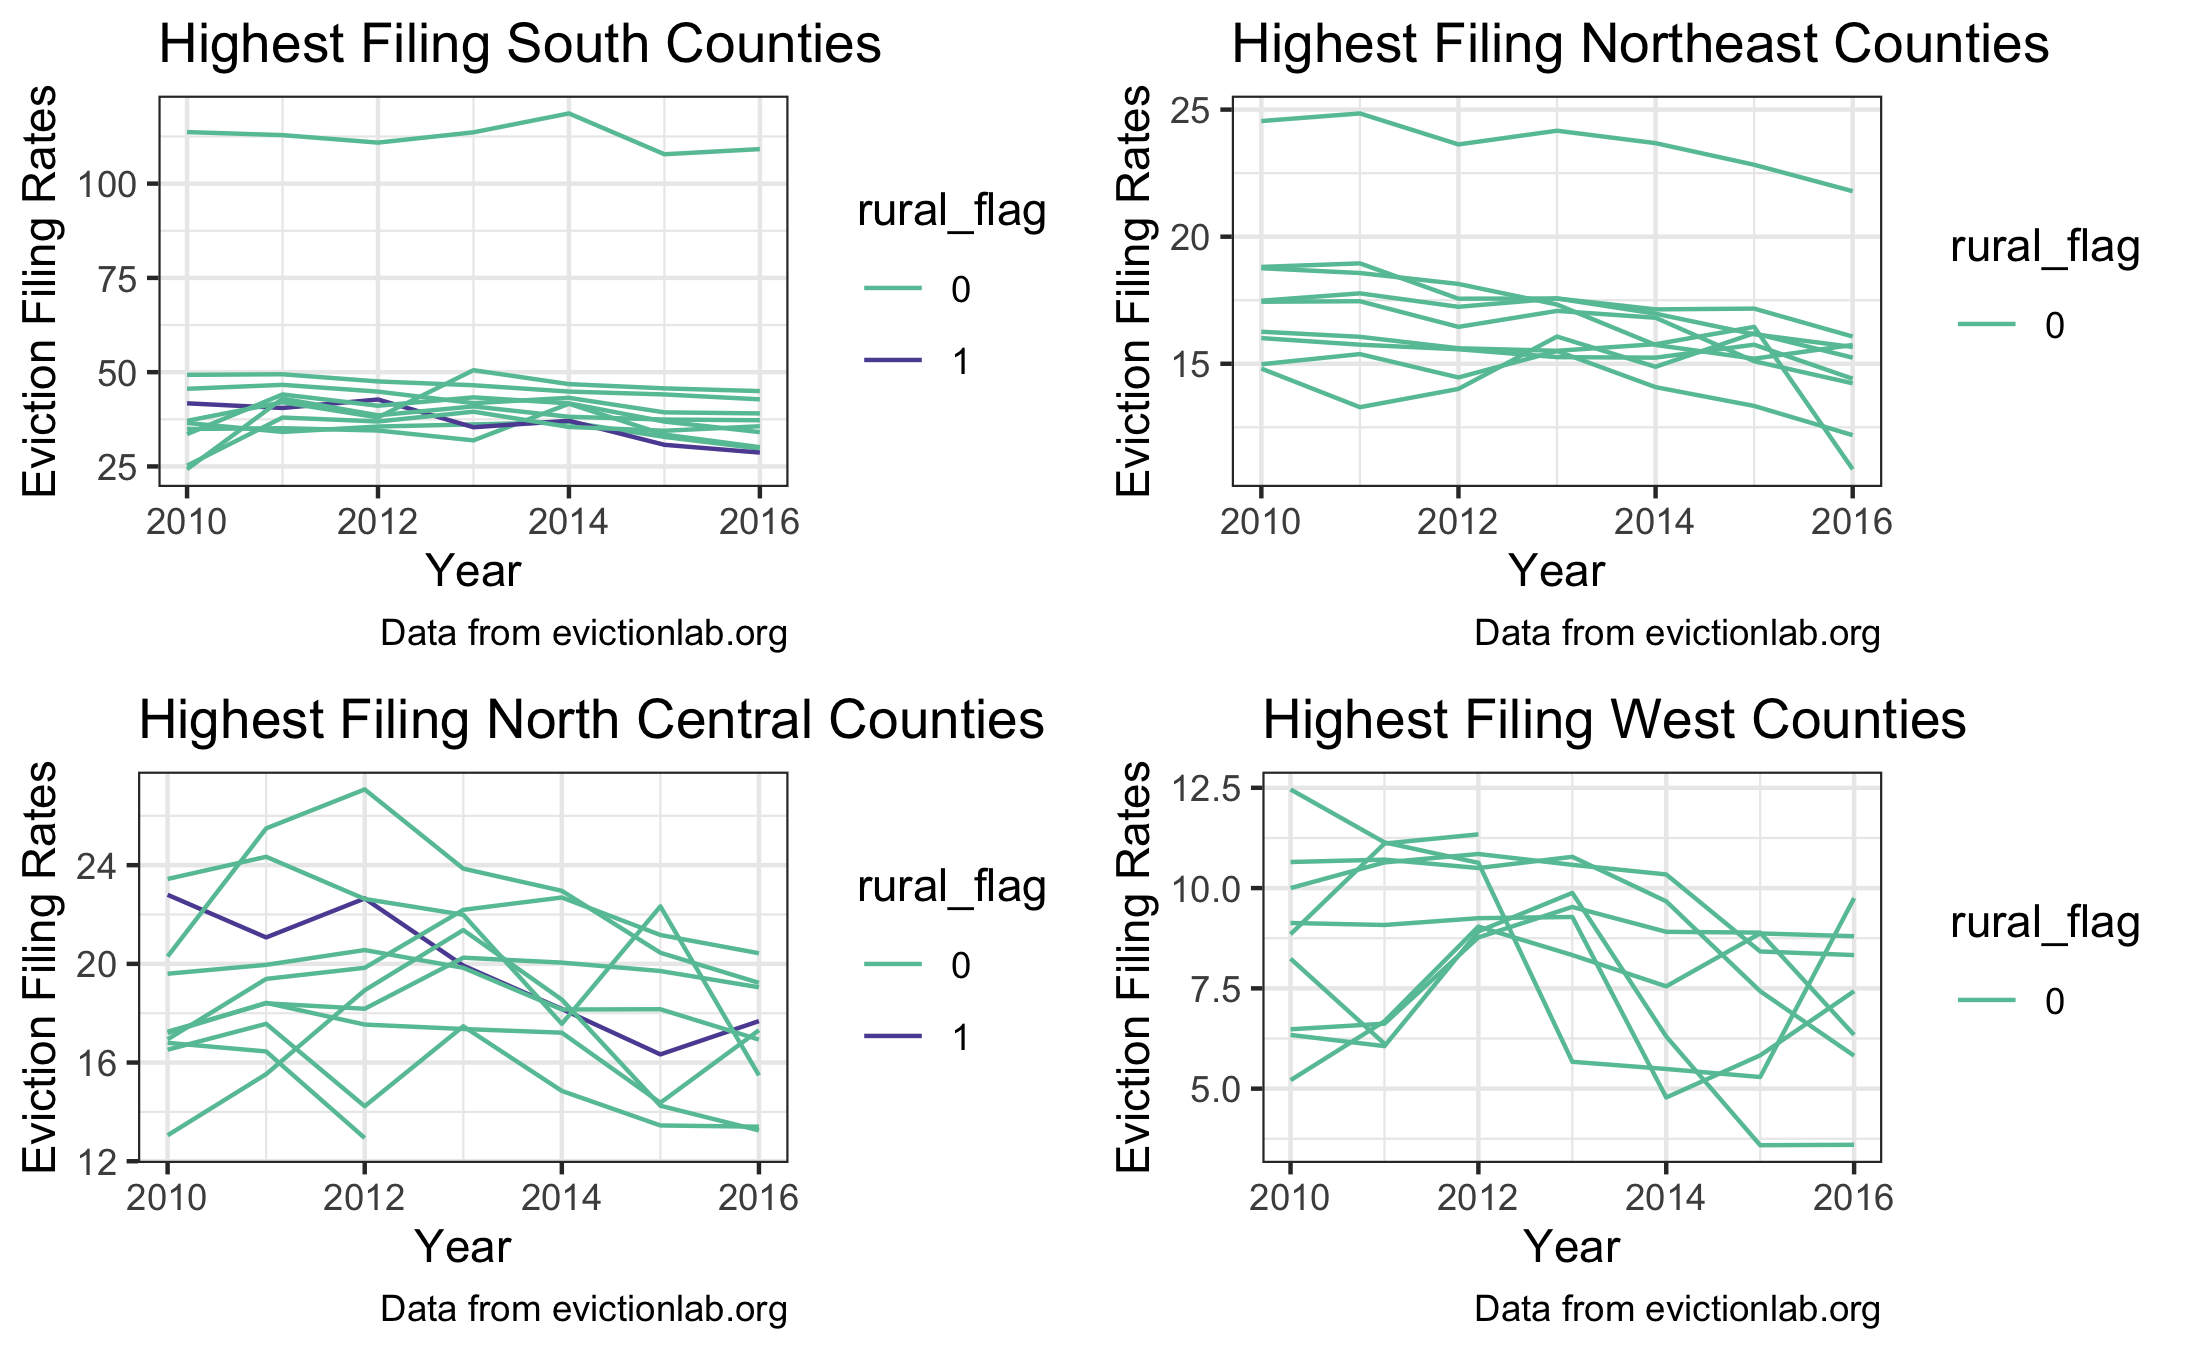 Highest Filing South Counties
Eviction Filing Rates
100
75
50
25
2010 2012 2014 2016
Year
rural_flag
0
1
Data from evictionlab.org
Highest Filing Northeast Counties
Eviction Filing Rates
25
20
15
2010 2012 2014 2016
Year
rural_flag
0
Data from evictionlab.org
Highest Filing North Central Counties
Eviction Filing Rates
24
20
16
12
2010 2012 2014 2016
Year
rural_flag
0
1
Data from evictionlab.org
Highest Filing West Counties
Eviction Filing Rates
12.5
10.0
7.5
5.0
2010 2012 2014 2016
Year
rural_flag
0
Data from evictionlab.org